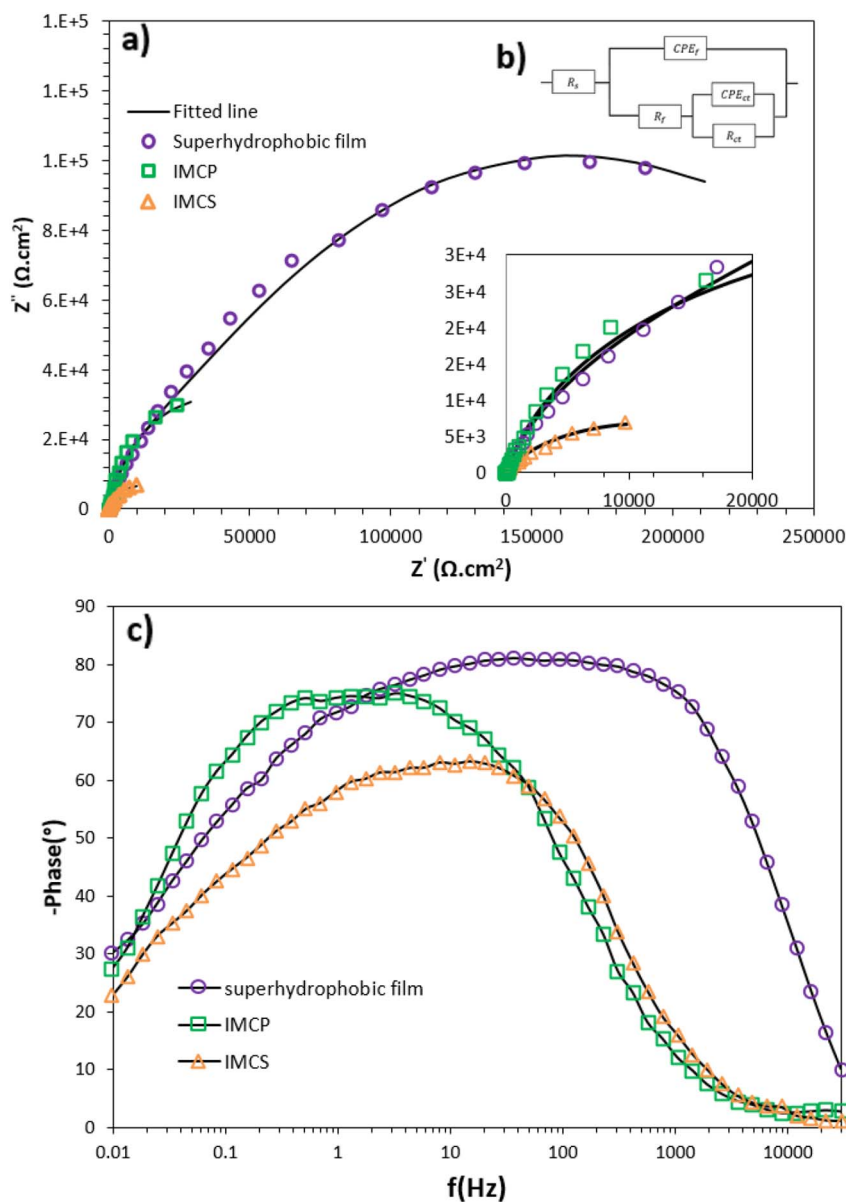 a)
b)
1.E+5
1.E+5
1.E+5
8.E+4
6.E+4
4.E+4
2.E+4
0
Z" (Ω.cm²)
Fitted line
Superhydrophobic film
IMCP
IMCS
CPE_f
R_s
CPE_ct
R_f
R_ct
3E+4
3E+4
2E+4
2E+4
1E+4
5E+3
0
0
10000
20000
0
50000
100000
150000
200000
250000
Z' (Ω.cm²)
c)
90
80
70
60
50
40
30
20
10
0
-Phase(°)
superhydrophobic film
IMCP
IMCS
0.01
0.1
1
10
100
1000
10000
f(Hz)